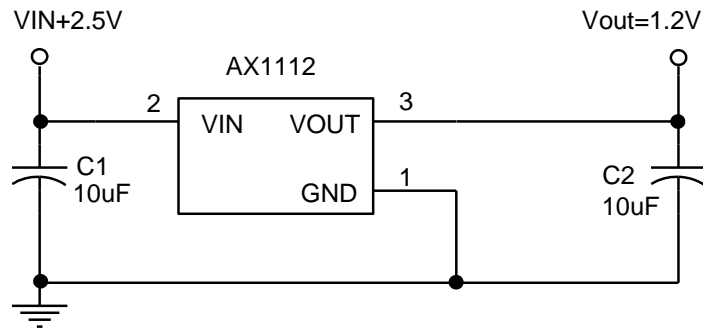 VIN+2.5V
Vout=1.2V
AX1112
2
VIN
VOUT
3
C1
10uF
GND
1
C2
10uF